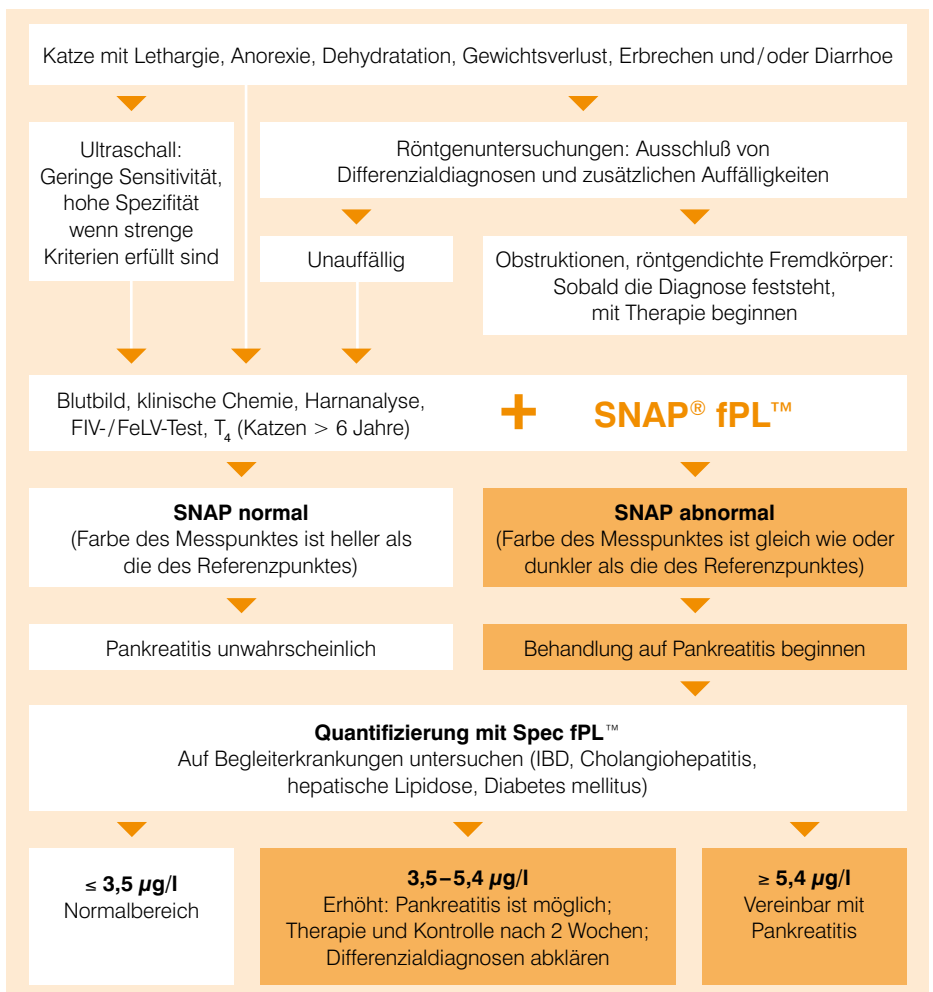 Katze mit Lethargie, Anorexie, Dehydratation, Gewichtsverlust, Erbrechen und/oder Diarrhoe
Ultraschall:
Geringe Sensitivität,
hohe Spezifität
wenn strenge
Kriterien erfüllt sind
Röntgenuntersuchungen: Ausschluß von
Differenzialdiagnosen und zusätzlichen Auffälligkeiten
Unauffällig
Obstruktionen, röntgendichte Fremdkörper:
Sobald die Diagnose feststeht,
mit Therapie beginnen
Blutbild, klinische Chemie, Harnanalyse,
FIV-/FeLV-Test, T₄ (Katzen > 6 Jahre)
+ SNAP® fPL™
SNAP normal
(Farbe des Messpunktes ist heller als
die des Referenzpunktes)
SNAP abnormal
(Farbe des Messpunktes ist gleich wie oder
dunkler als die des Referenzpunktes)
Pankreatitis unwahrscheinlich
Behandlung auf Pankreatitis beginnen
Quantifizierung mit Spec fPL™
Auf Begleiterkrankungen untersuchen (IBD, Cholangiohepatitis,
hepatische Lipidose, Diabetes mellitus)
≤ 3,5 µg/l
Normalbereich
3,5–5,4 µg/l
Erhöht: Pankreatitis ist möglich;
Therapie und Kontrolle nach 2 Wochen;
Differenzialdiagnosen abklären
≥ 5,4 µg/l
Vereinbar mit
Pankreatitis